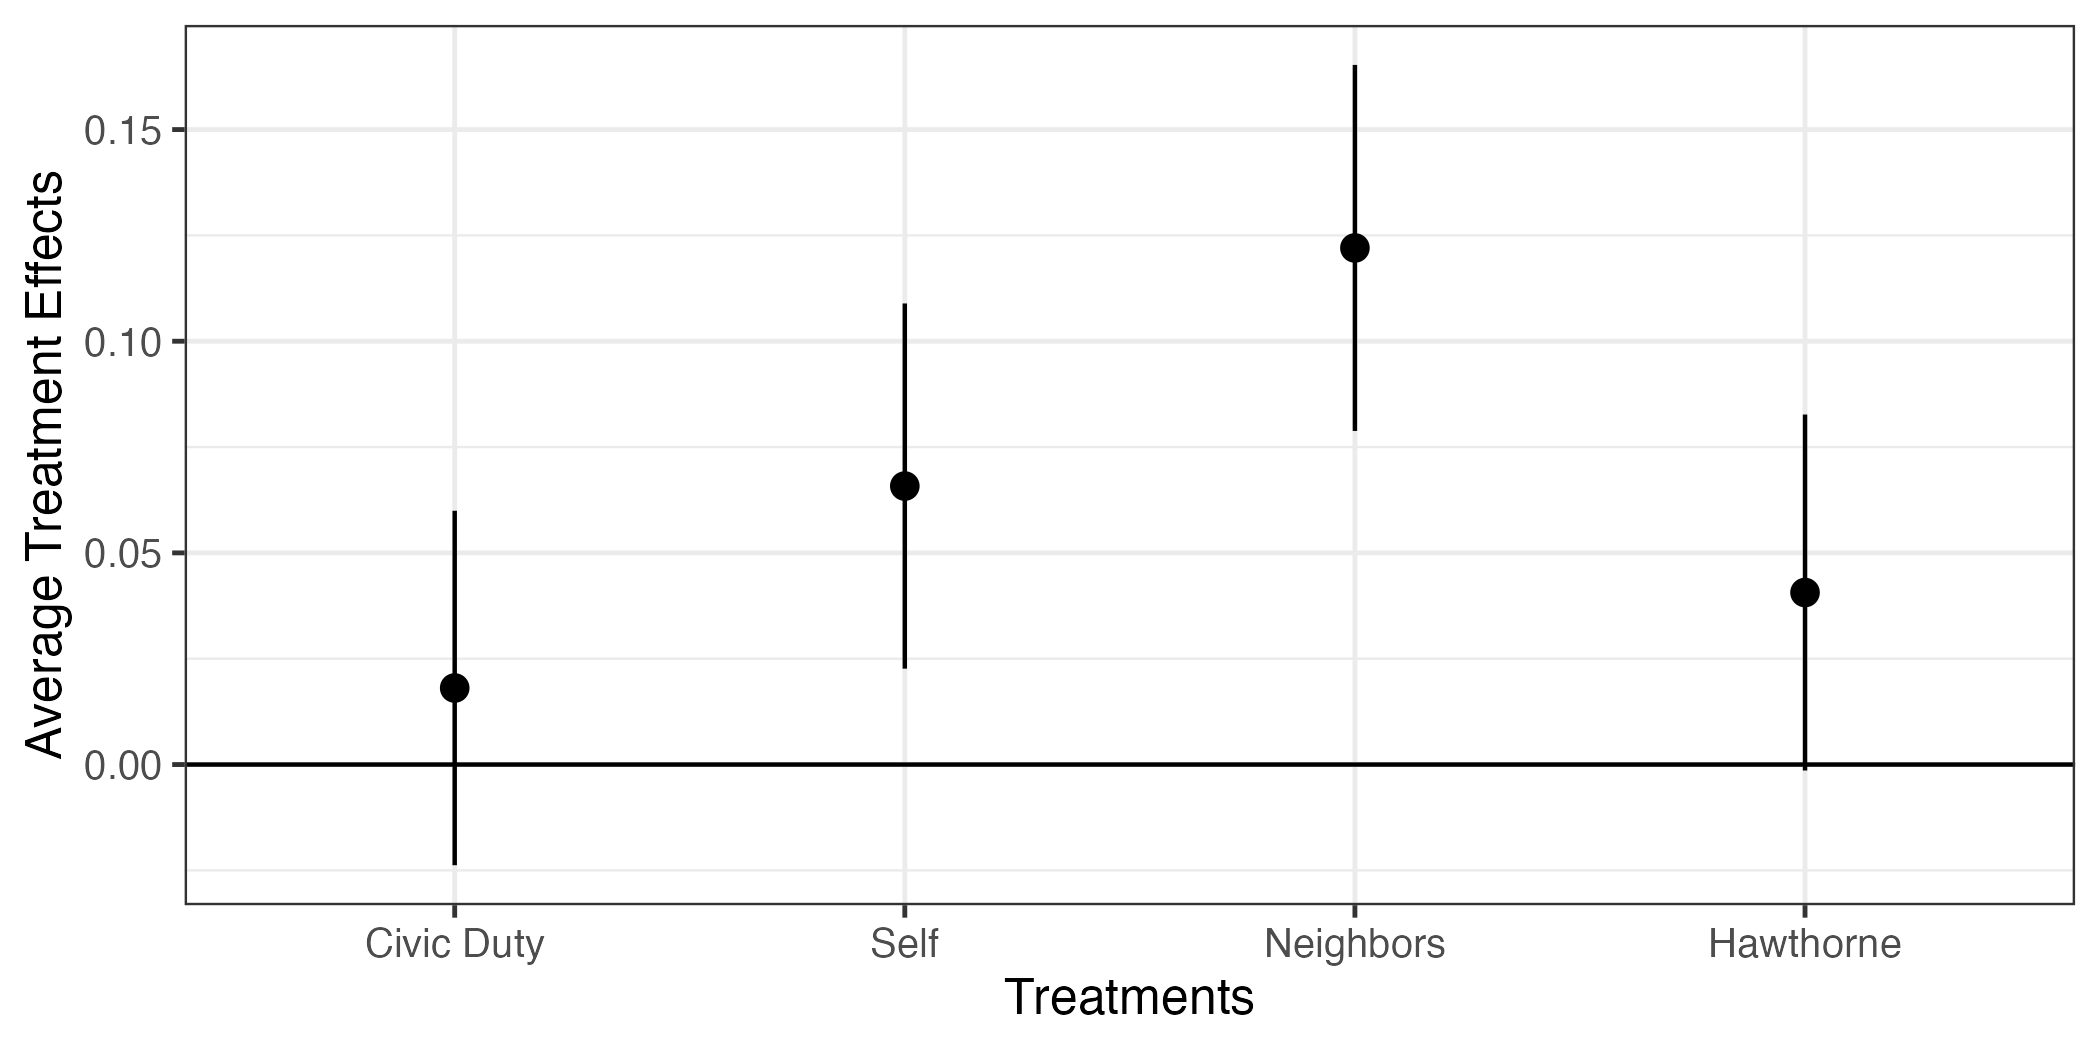 Average Treatment Effects
0.15
0.10
0.05
0.00
Civic Duty
Self
Neighbors
Hawthorne
Treatments